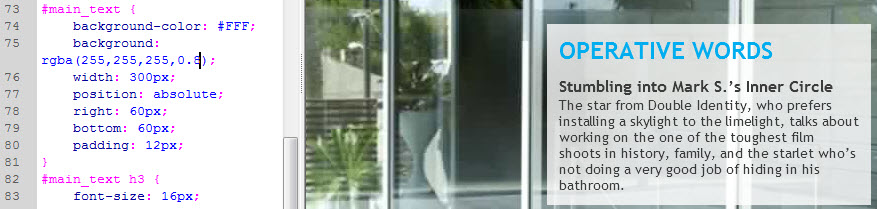 73 #main_text {
74 background-color: #FFF;
75 background:
rgba(255,255,255,0.8);
76 width: 300px;
77 position: absolute;
78 right: 60px;
79 bottom: 60px;
80 padding: 12px;
81 }
82 #main_text h3 {
83 font-size: 16px;
OPERATIVE WORDS
Stumbling into Mark S.’s Inner Circle
The star from Double Identity, who prefers
installing a skylight to the limelight, talks about
working on the one of the toughest film
shoots in history, family, and the starlet who’s
not doing a very good job of hiding in his
bathroom.